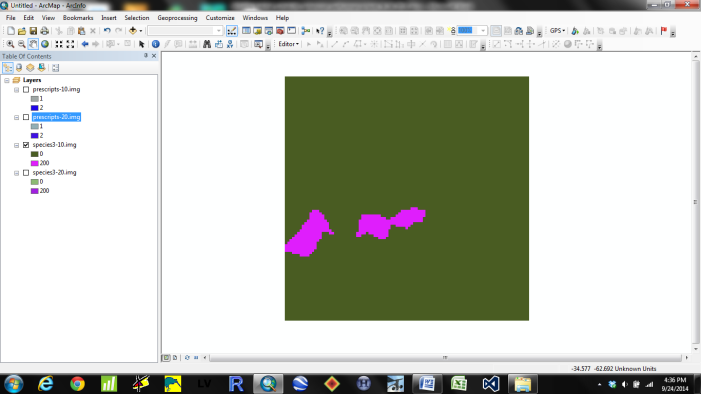 Untitled - ArcMap - ArcInfo
File Edit View Bookmarks Insert Selection Geoprocessing Customize Windows Help
GPS
Editor
Table Of Contents
Layers
prescripts-10.img
1
2
prescripts-20.img
1
2
species3-10.img
0
200
species3-20.img
0
200
-34.577 -62.692 Unknown Units
LV
R
4:36 PM
9/24/2014